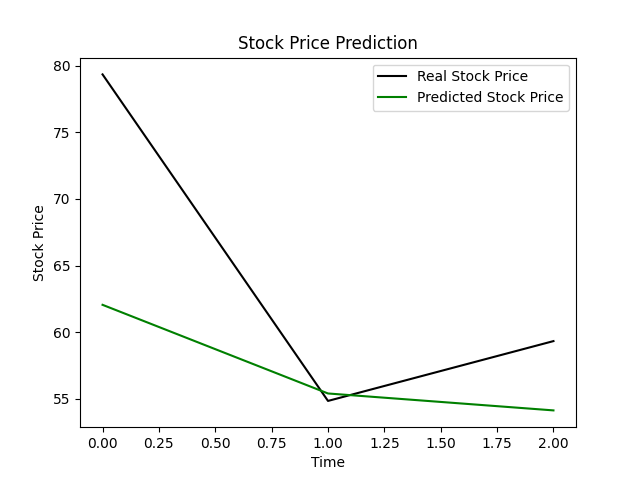 Stock Price Prediction
Real Stock Price
Predicted Stock Price
Stock Price
80
75
70
65
60
55
0.00 0.25 0.50 0.75 1.00 1.25 1.50 1.75 2.00
Time